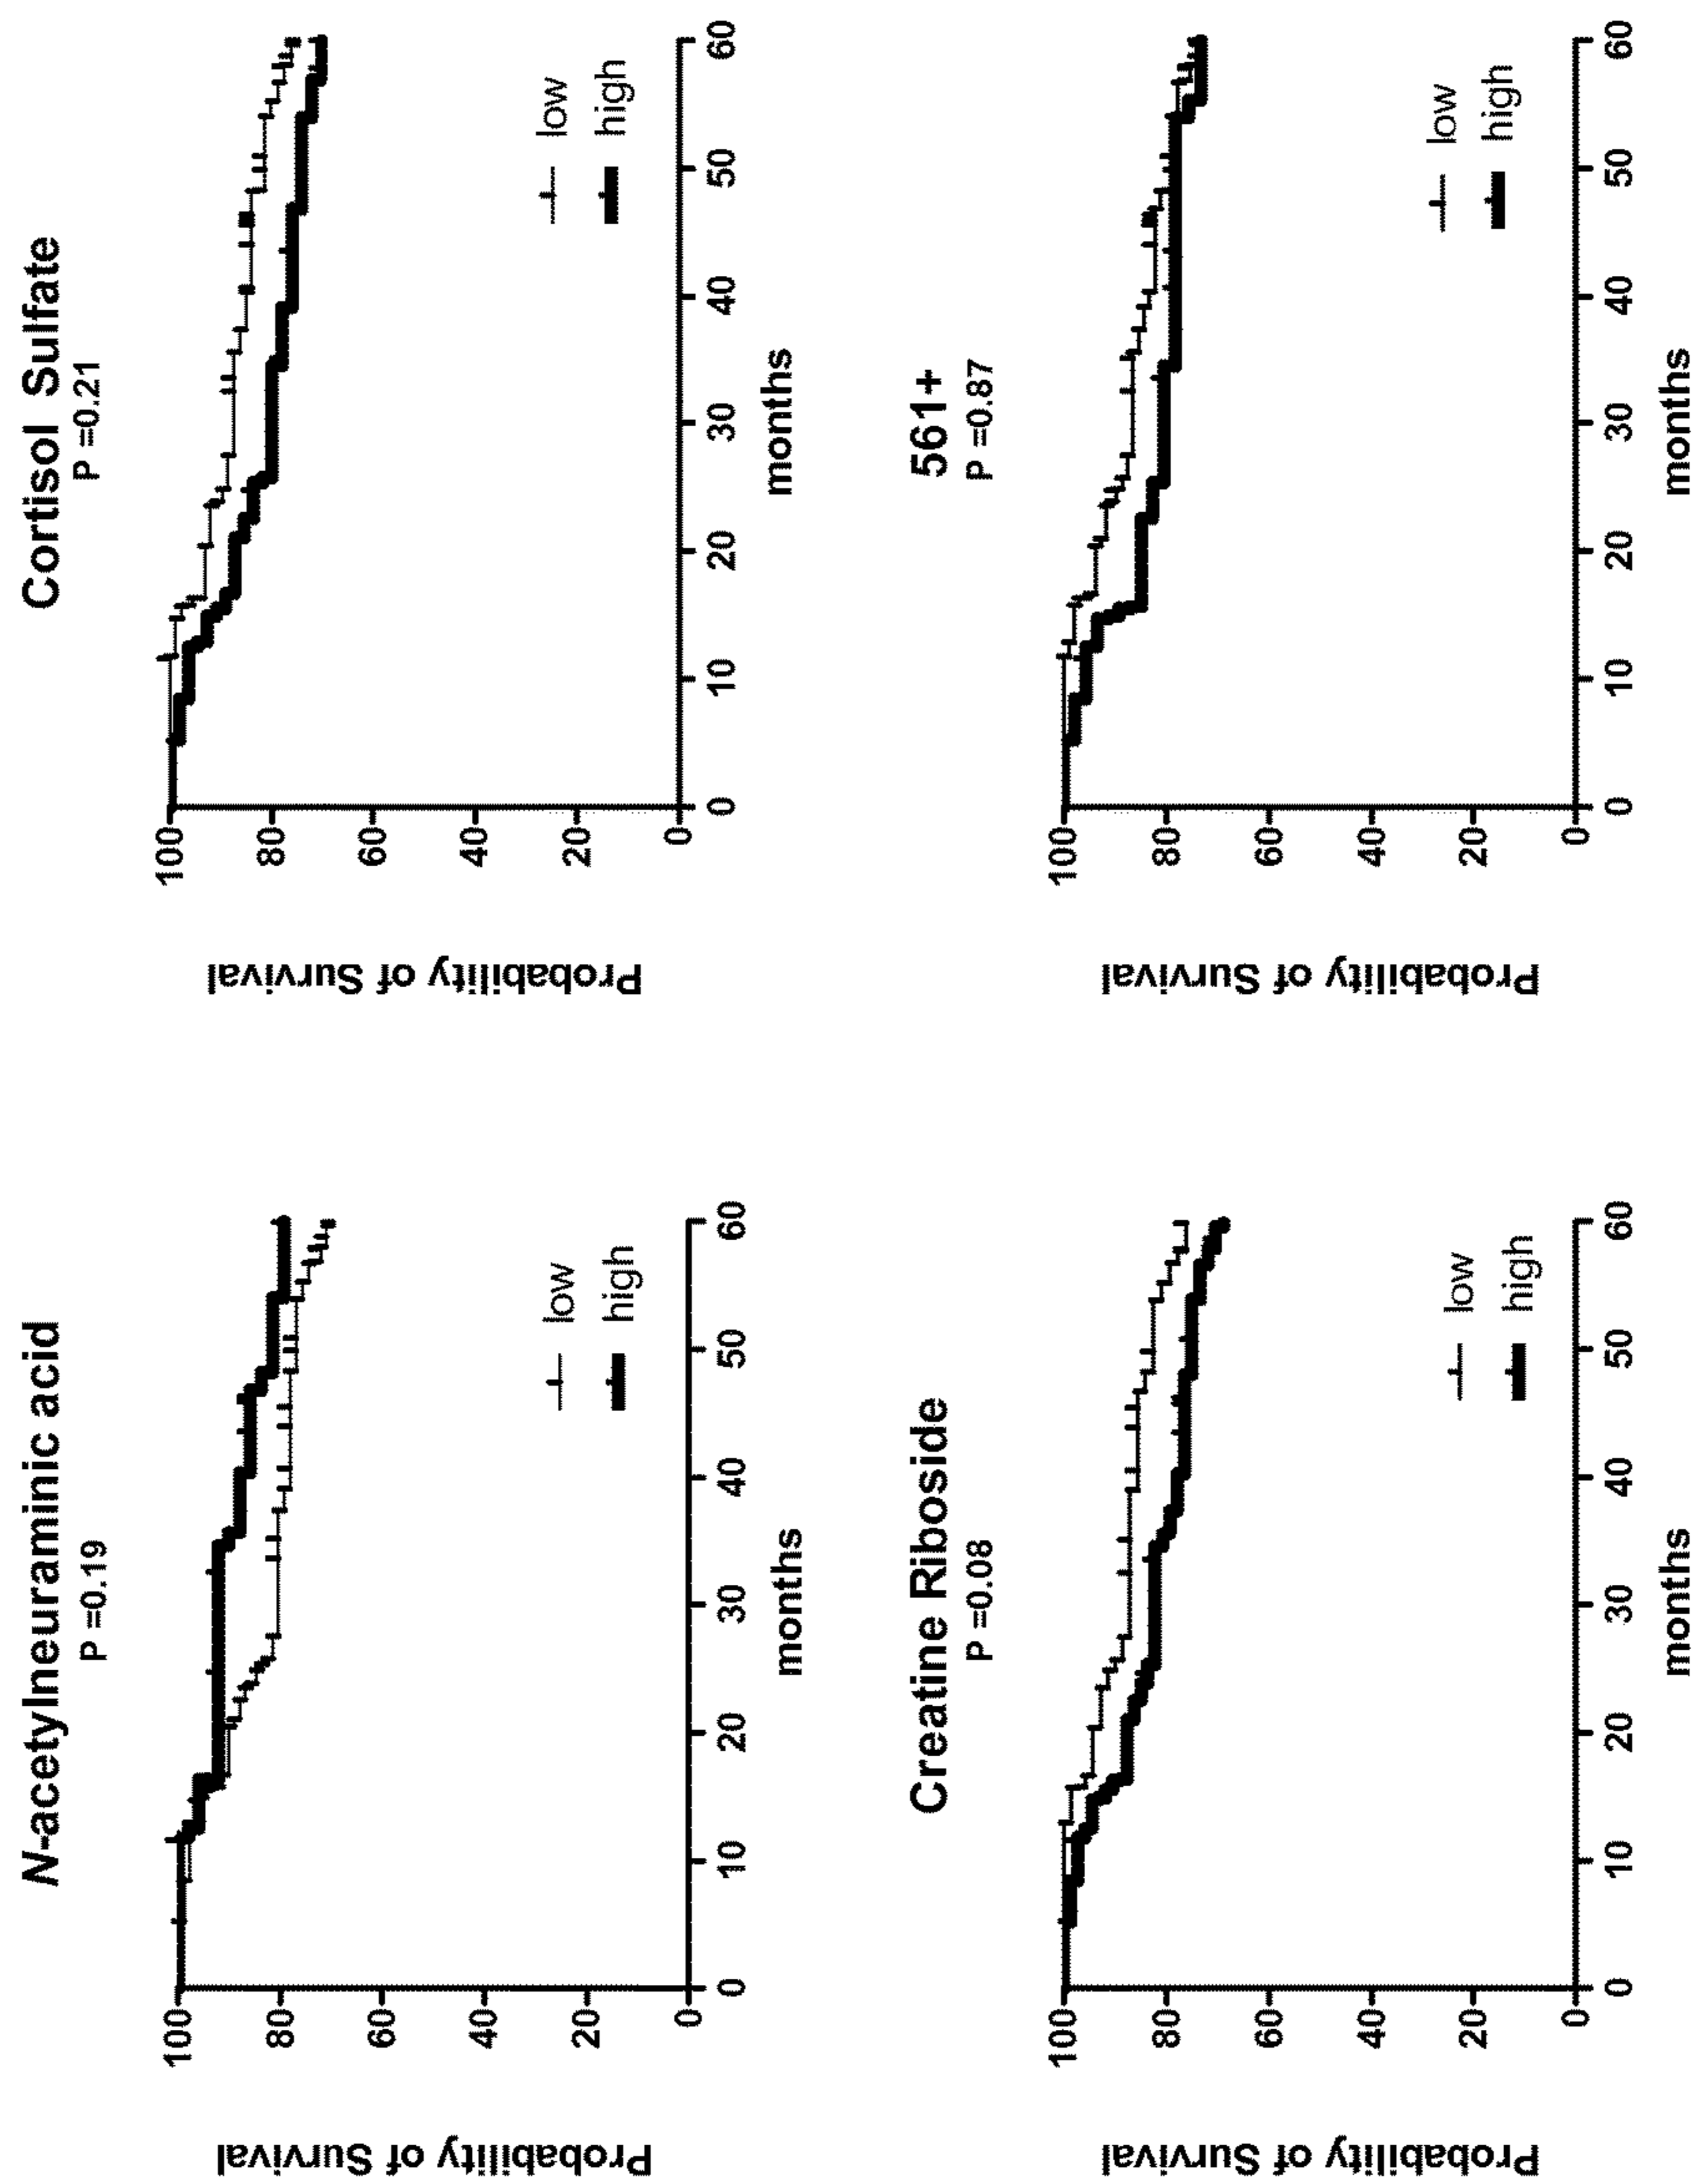 N-acetylneuraminic acid
P =0.19
Probability of Survival
100
80
60
40
20
0
0 10 20 30 40 50 60
months
low
high
Cortisol Sulfate
P =0.21
Probability of Survival
100
80
60
40
20
0
0 10 20 30 40 50 60
months
low
high
Creatine Riboside
P =0.08
Probability of Survival
100
80
60
40
20
0
0 10 20 30 40 50 60
months
low
high
561+
P =0.87
Probability of Survival
100
80
60
40
20
0
0 10 20 30 40 50 60
months
low
high